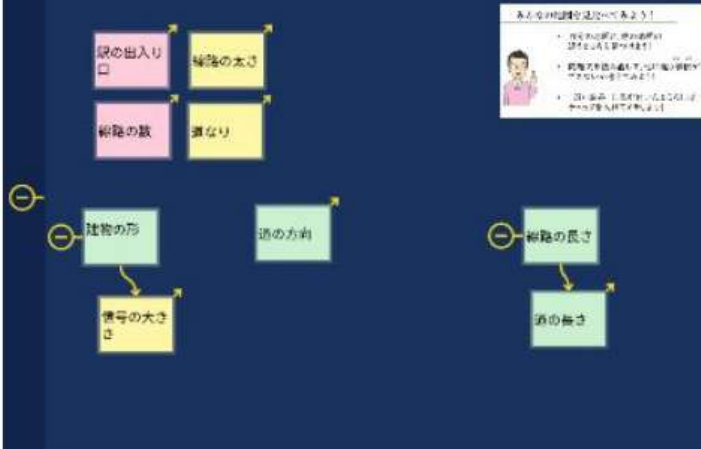 みんなの地図を見比べてみよう！
駅の出入り
口
線路の太さ
線路の数
道なり
建物の形
道の方向
線路の長さ
信号の大き
さ
道の長さ